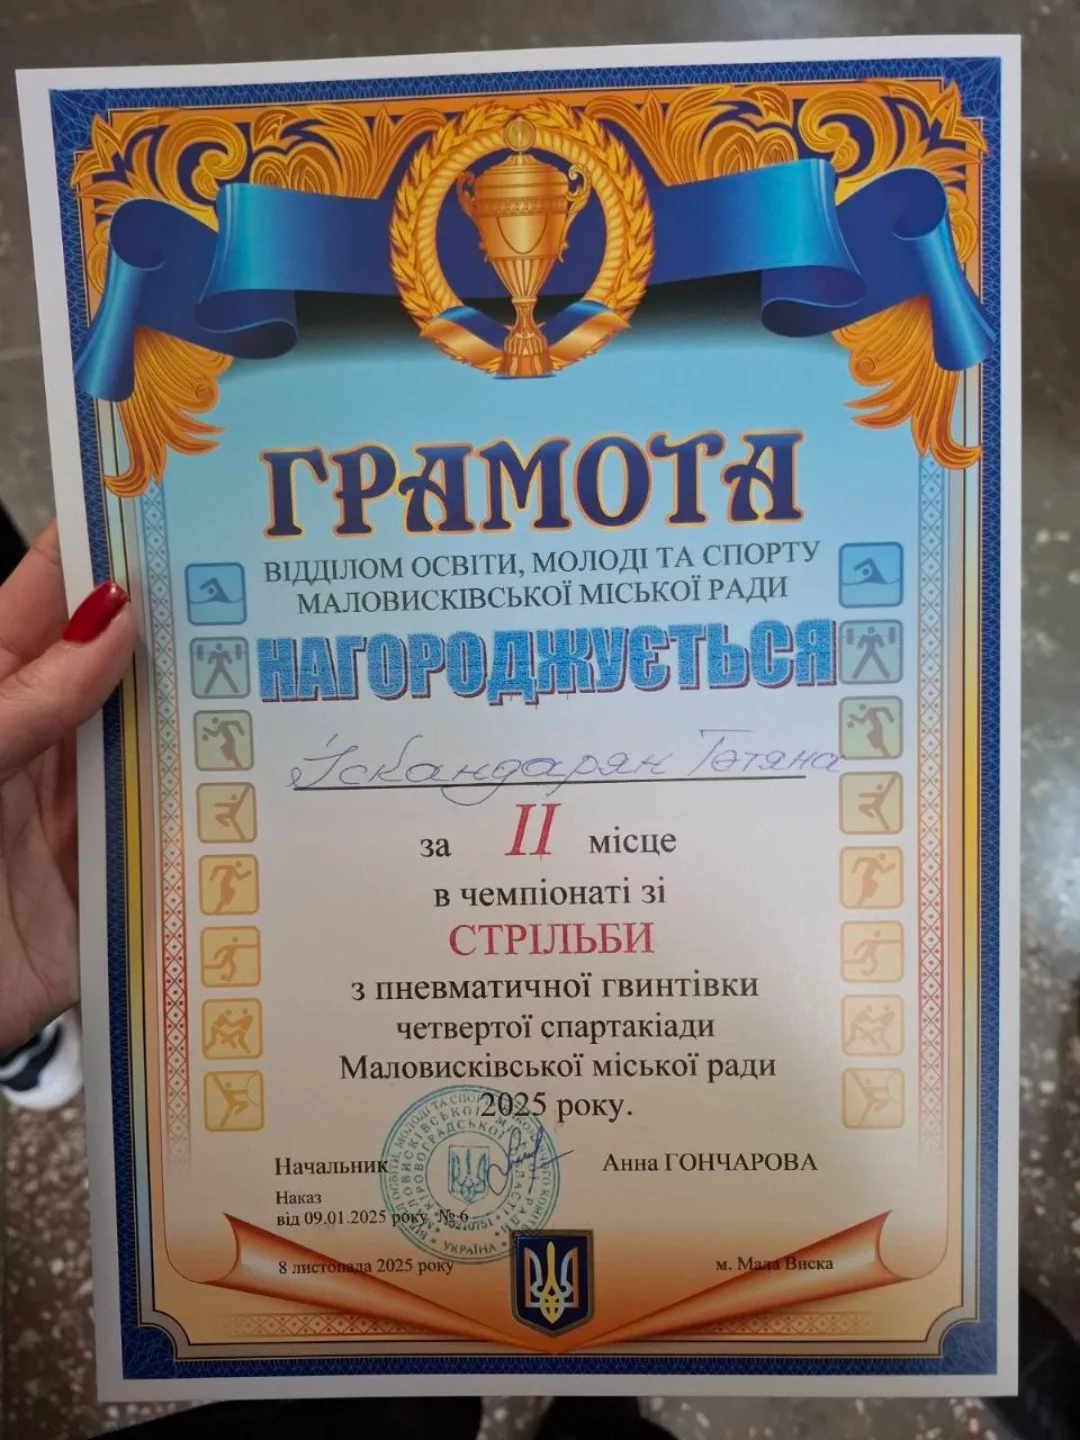 ГРАМОТА
ВІДДІЛОМ ОСВІТИ, МОЛОДІ ТА СПОРТУ
МАЛОВИСКІВСЬКОЇ МІСЬКОЇ РАДИ
НАГОРОДЖУЄТЬСЯ
Іскандарян Тетяна
за II місце
в чемпіонаті зі
СТРІЛЬБИ
з пневматичної гвинтівки
четвертої спартакіади
Маловисківської міської ради
2025 року.
Начальник Анна ГОНЧАРОВА
Наказ
від 09.01.2025 року № 6
УКРАЇНА
8 листопада 2025 року м. Мала Виска